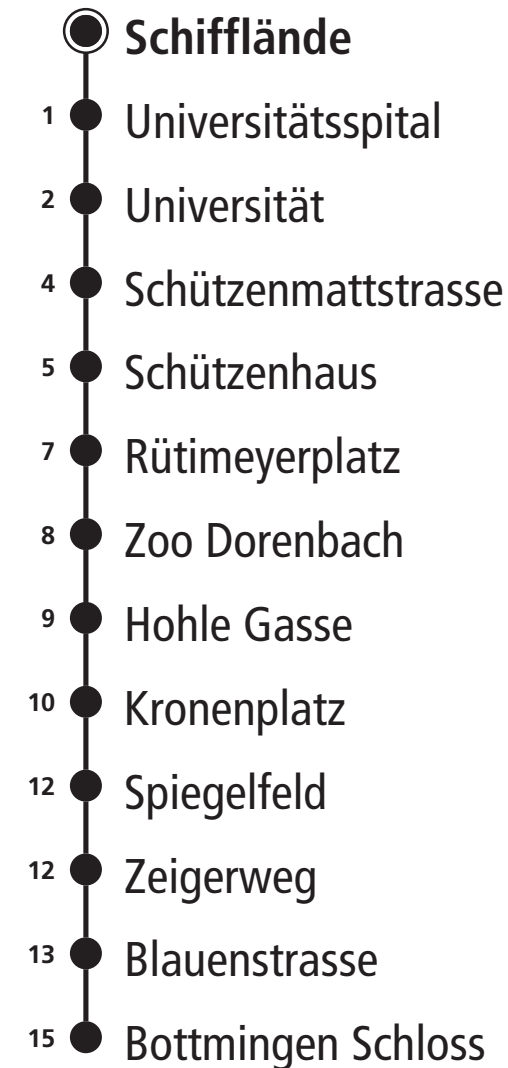 Schifflände
1 Universitätsspital
2 Universität
4 Schützenmattstrasse
5 Schützenhaus
7 Rütimeyerplatz
8 Zoo Dorenbach
9 Hohle Gasse
10 Kronenplatz
12 Spiegelfeld
12 Zeigerweg
13 Blauenstrasse
15 Bottmingen Schloss